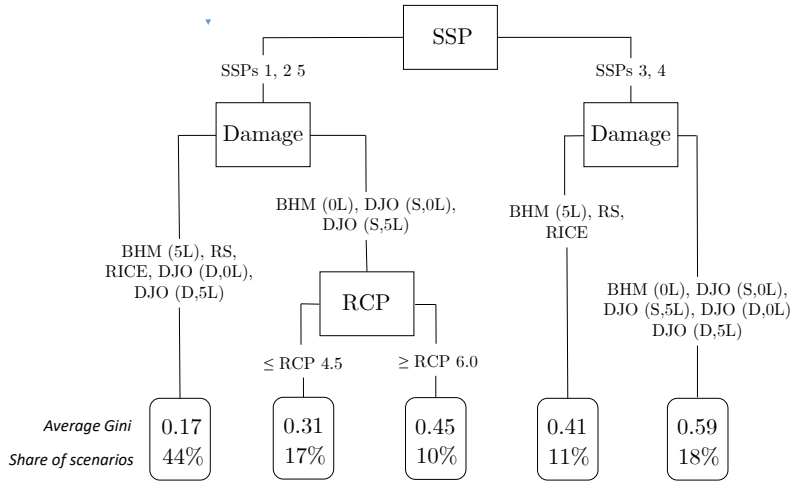 SSP
SSPs 1, 2 5
SSPs 3, 4
Damage
Damage
BHM (0L), DJO (S,0L),
DJO (S,5L)
BHM (5L), RS,
RICE
BHM (5L), RS,
RICE, DJO (D,0L),
DJO (D,5L)
RCP
BHM (0L), DJO (S,0L),
DJO (S,5L), DJO (D,0L)
DJO (D,5L)
≤ RCP 4.5
≥ RCP 6.0
Average Gini 0.17 0.31 0.45 0.41 0.59
Share of scenarios 44% 17% 10% 11% 18%